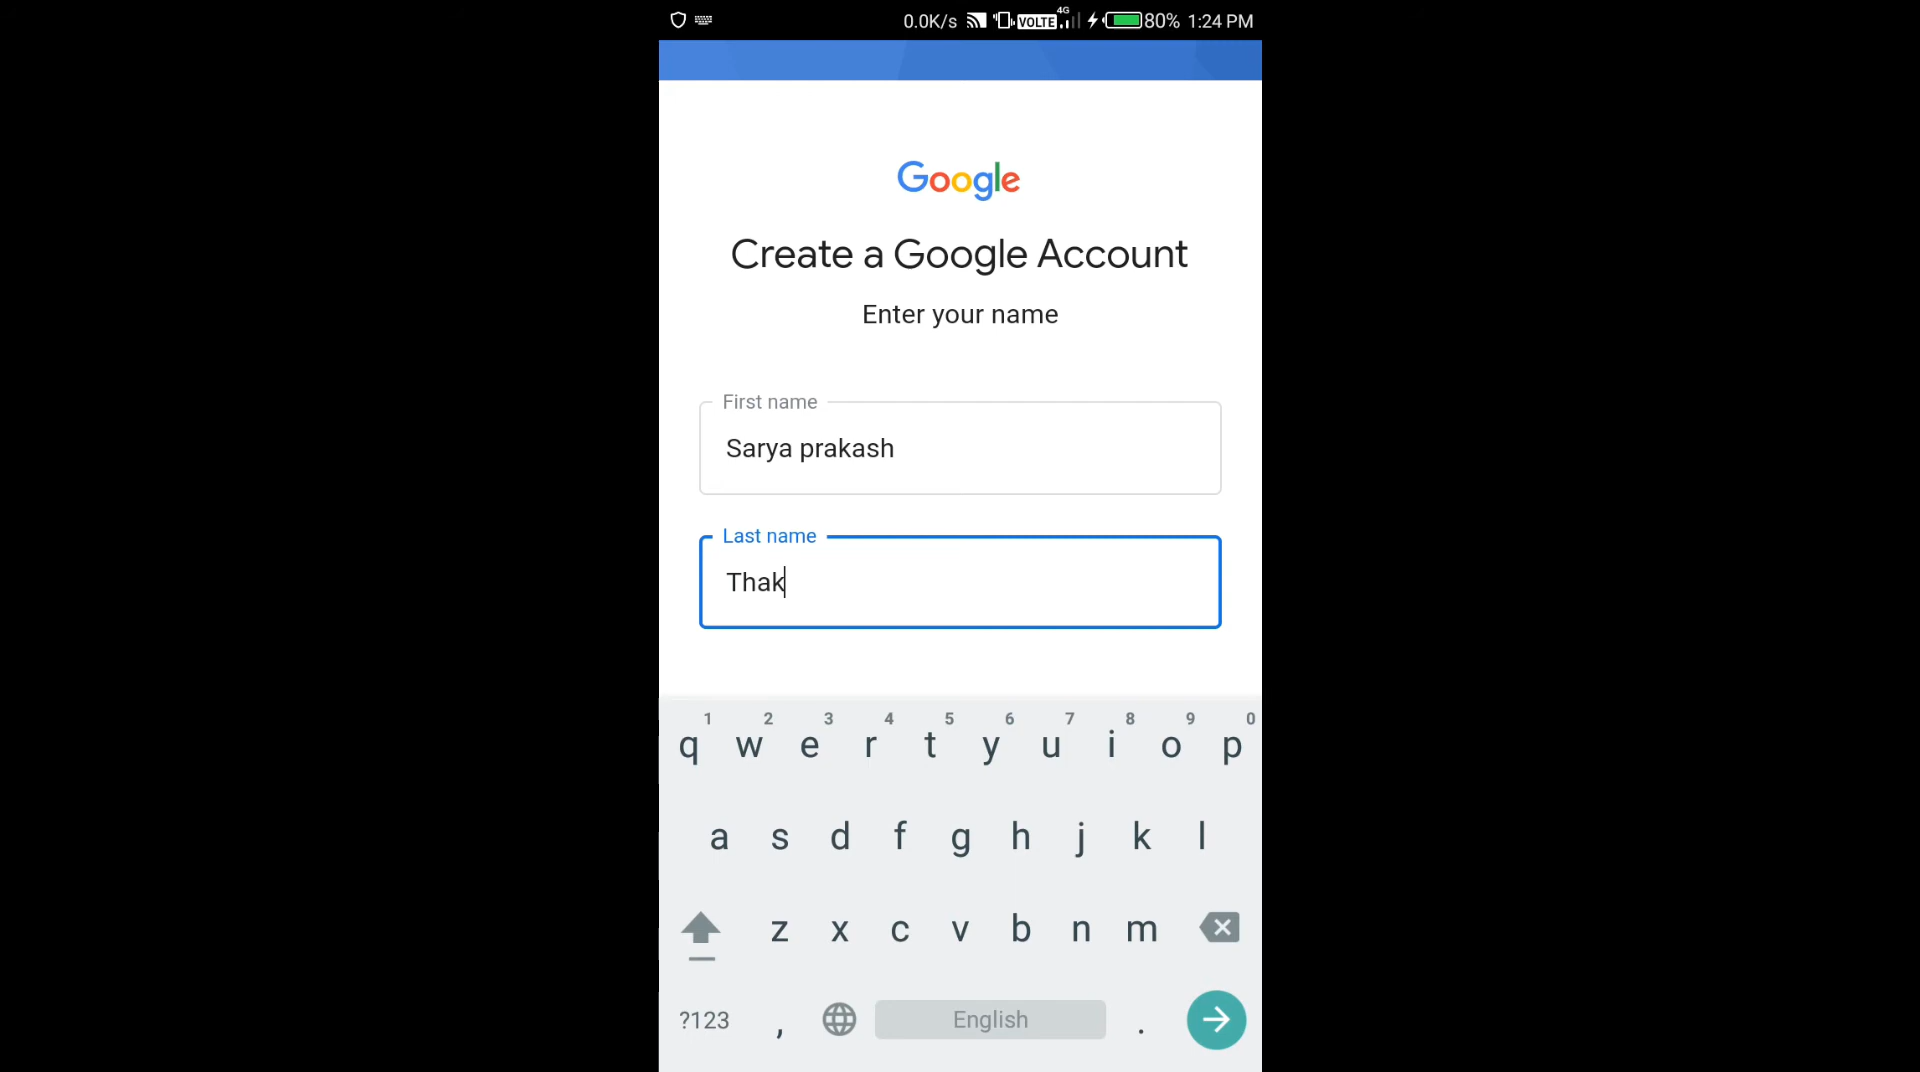 0.0K/s VOLTE 4G 80% 1:24 PM
Google
Create a Google Account
Enter your name
First name
Sarya prakash
Last name
Thak
1 2 3 4 5 6 7 8 9 0
q w e r t y u i o p
a s d f g h j k l
z x c v b n m
?123 , English .